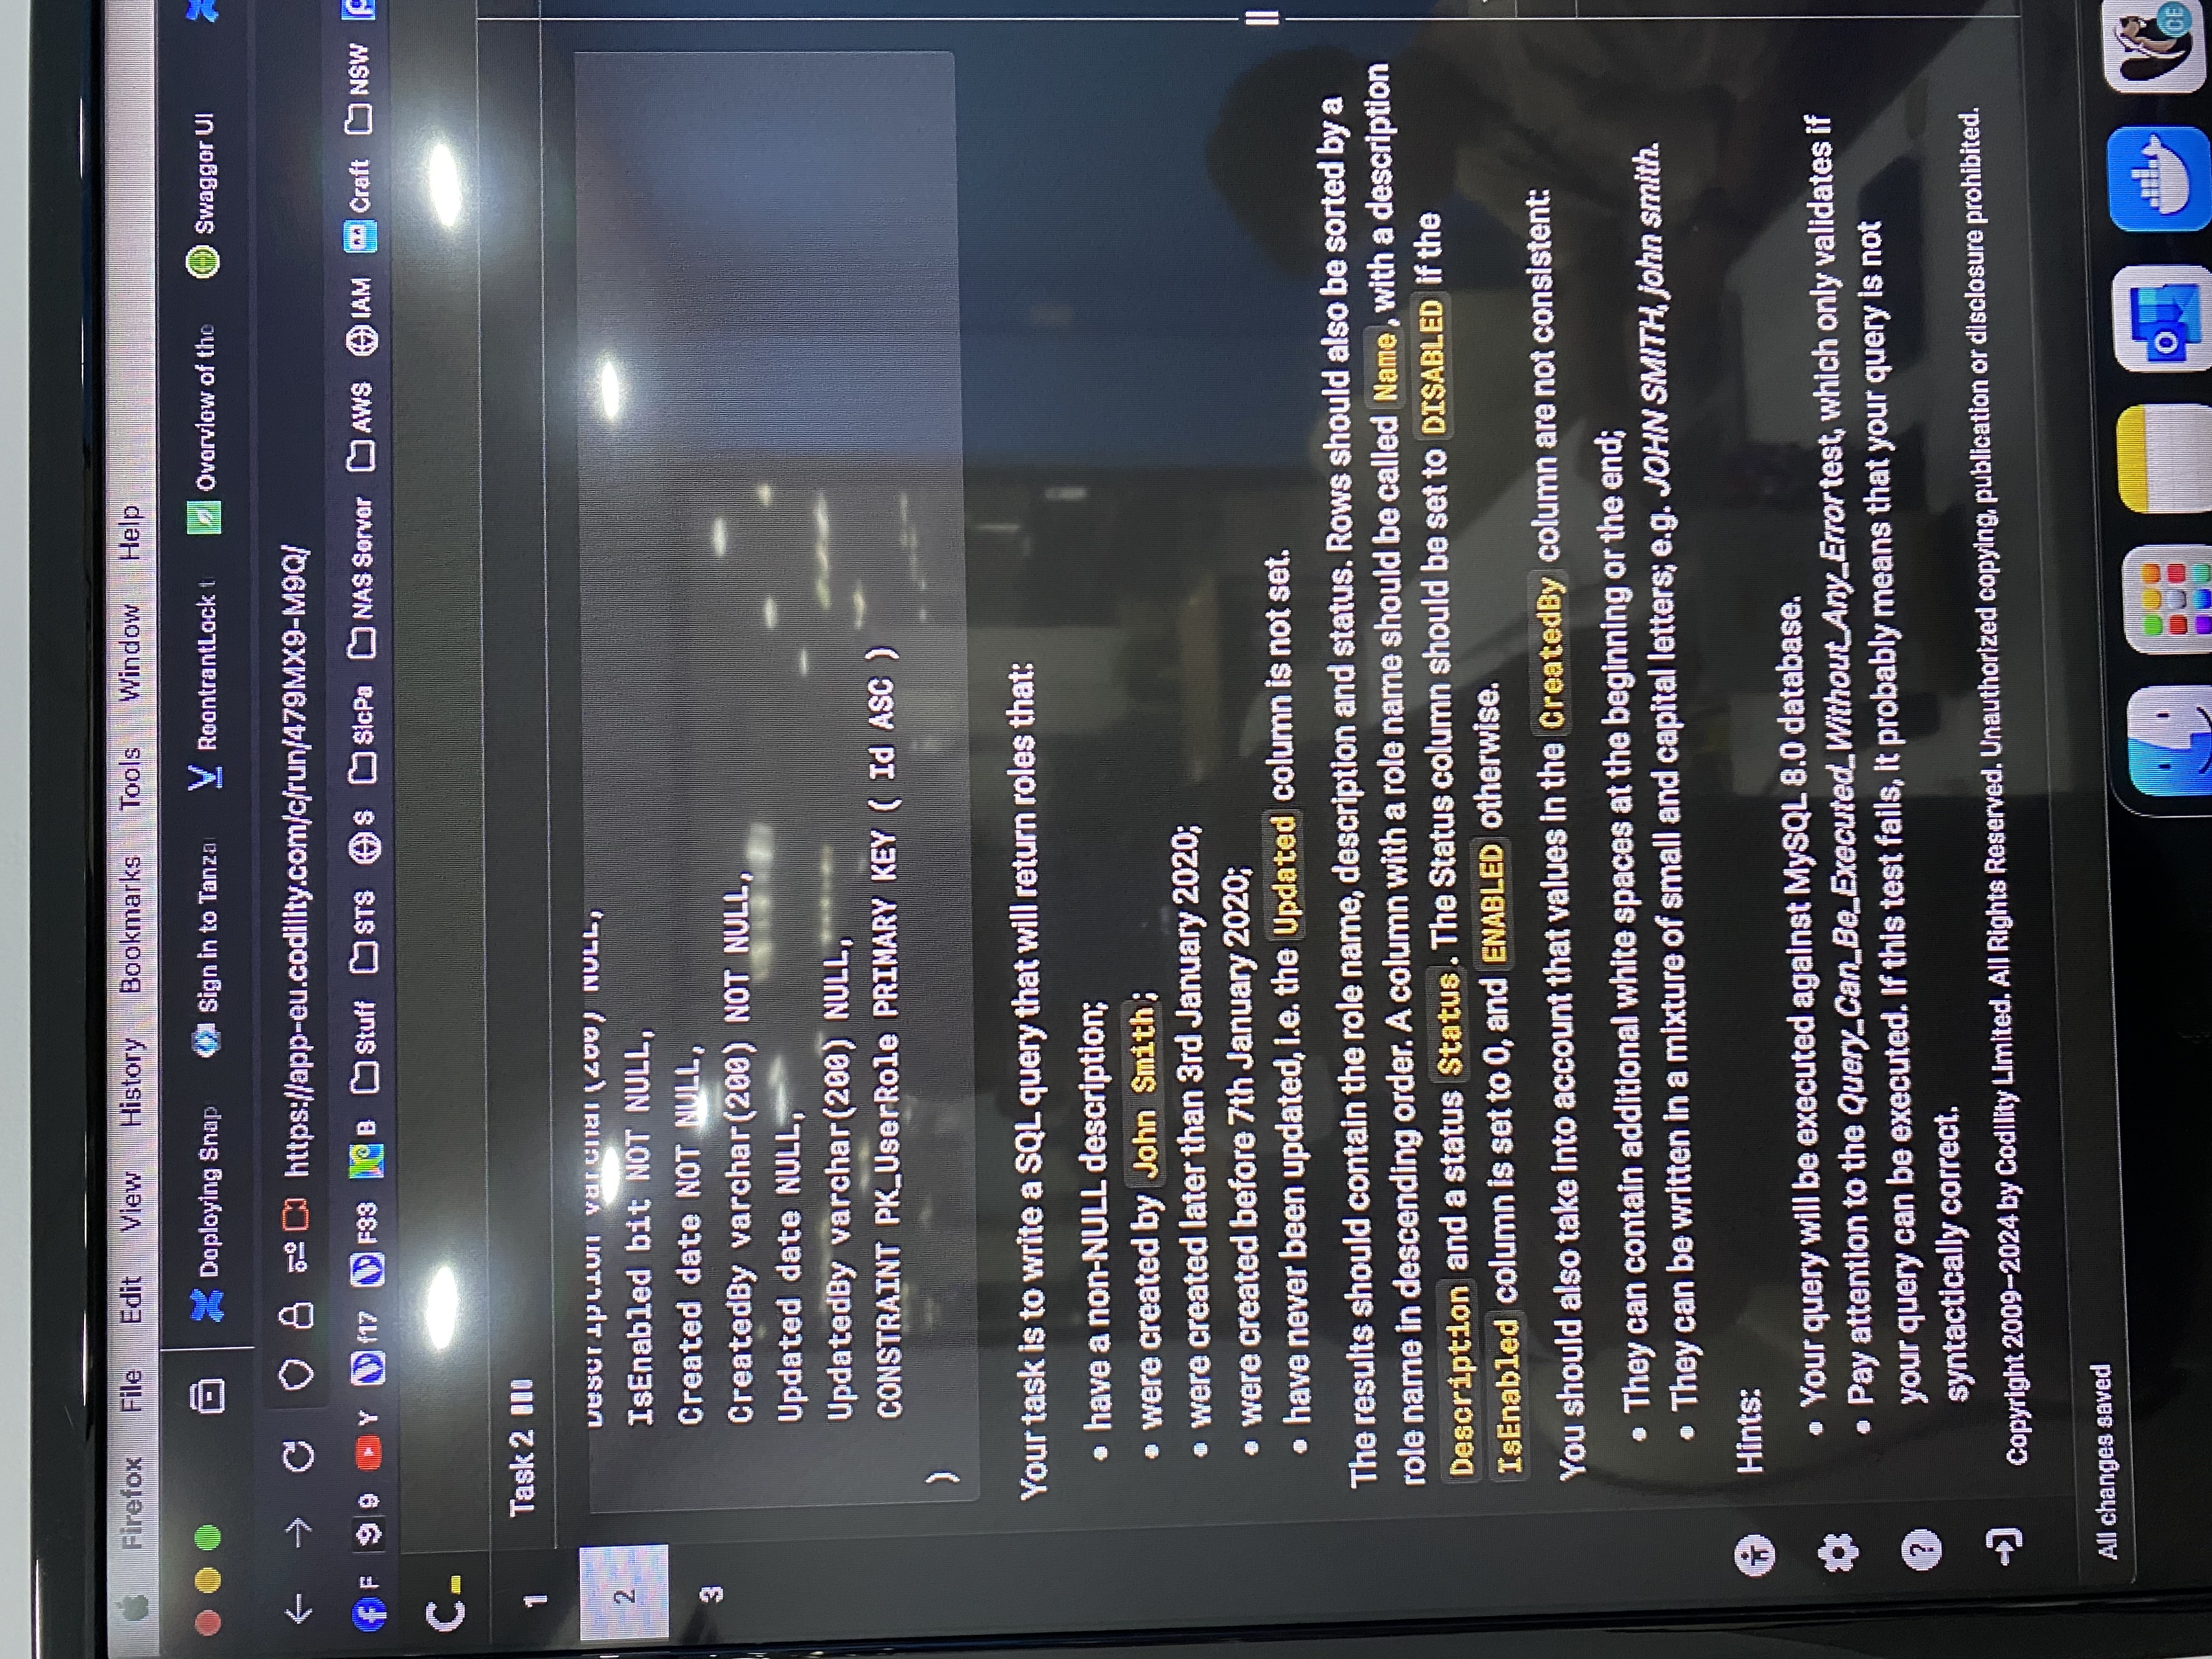 Firefox File Edit View History Bookmarks Tools Window Help
Deploying Snap Sign in to Tanza ReentrantLock t Overview of the Swagger UI
https://app-eu.codility.com/c/run/479MX9-M9Q/
F 9 9 Y f17 F33 B Stuff STS S SicPa NAS Server AWS IAM Craft NSW
C_
Task 2
1
2
3
Description varchar(200) NULL,
IsEnabled bit NOT NULL,
Created date NOT NULL,
CreatedBy varchar(200) NOT NULL,
Updated date NULL,
UpdatedBy varchar(200) NULL,
CONSTRAINT PK_UserRole PRIMARY KEY ( Id ASC )
)
Your task is to write a SQL query that will return roles that:
• have a non-NULL description;
• were created by John Smith;
• were created later than 3rd January 2020;
• were created before 7th January 2020;
• have never been updated, i.e. the Updated column is not set.
The results should contain the role name, description and status. Rows should also be sorted by a
role name in descending order. A column with a role name should be called Name, with a description
Description and a status Status. The Status column should be set to DISABLED if the
IsEnabled column is set to 0, and ENABLED otherwise.
You should also take into account that values in the CreatedBy column are not consistent:
• They can contain additional white spaces at the beginning or the end;
• They can be written in a mixture of small and capital letters; e.g. JOHN SMITH, john smith.
Hints:
• Your query will be executed against MySQL 8.0 database.
• Pay attention to the Query_Can_Be_Executed_Without_Any_Error test, which only validates if
your query can be executed. If this test fails, it probably means that your query is not
syntactically correct.
Copyright 2009–2024 by Codility Limited. All Rights Reserved. Unauthorized copying, publication or disclosure prohibited.
All changes saved
CE